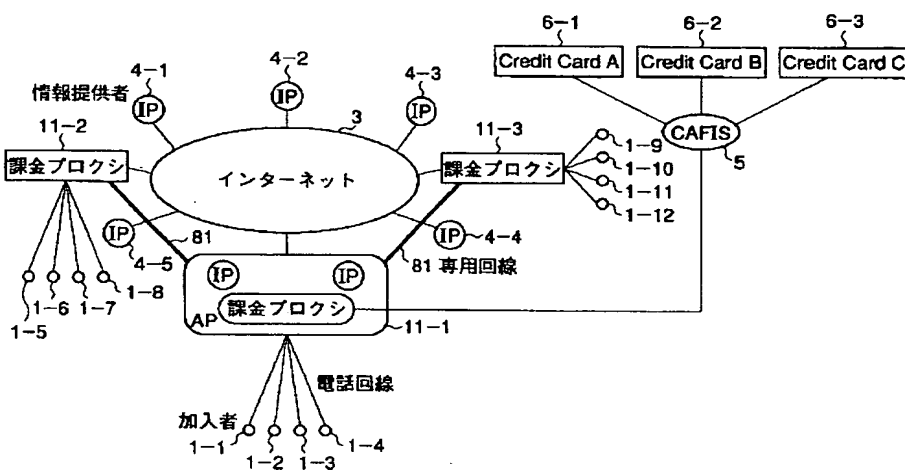 6-1
6-2
6-3
Credit Card A
Credit Card B
Credit Card C
4-1
4-2
4-3
情報提供者
IP
IP
IP
3
CAFIS
5
11-2
11-3
課金プロクシ
インターネット
課金プロクシ
1-9
1-10
1-11
1-12
IP
4-5
81
IP
4-4
81 専用回線
1-5
1-6
1-7
1-8
IP
IP
課金プロクシ
AP
11-1
電話回線
加入者
1-1
1-2
1-3
1-4